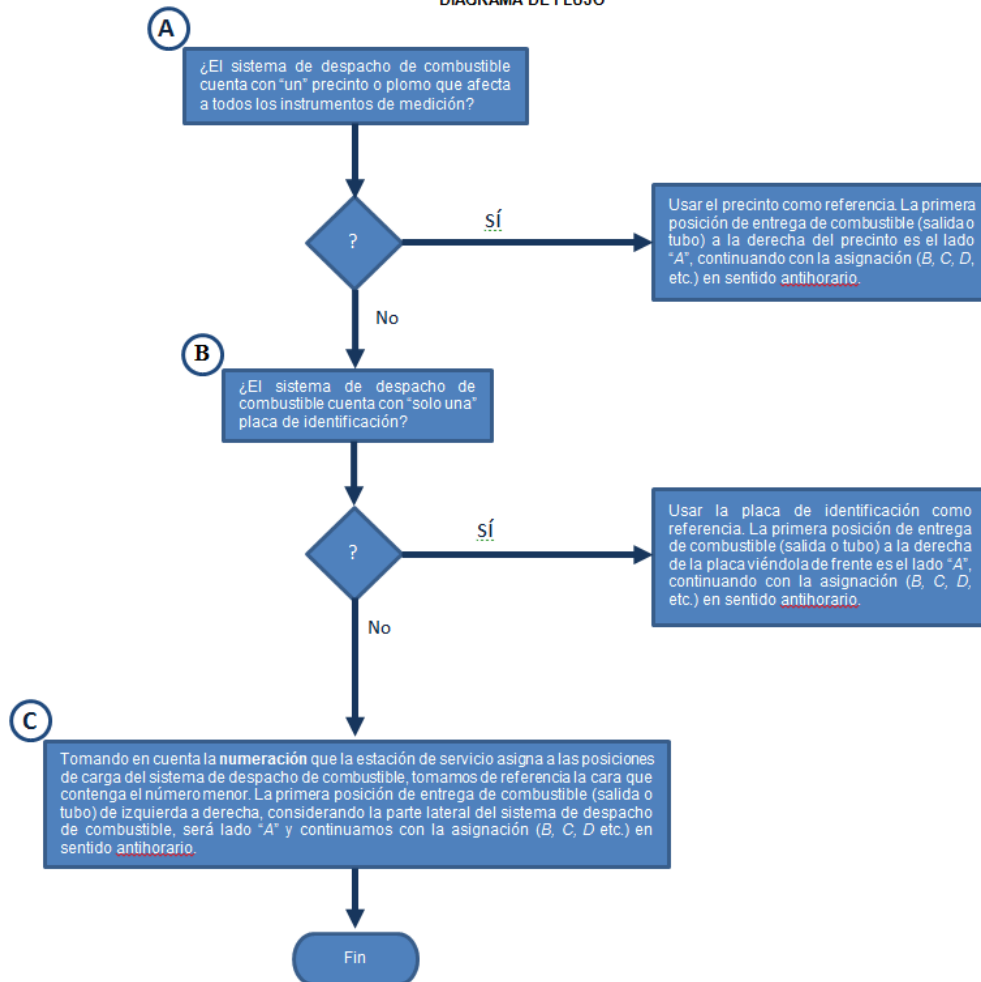 DIAGRAMA DE FLUJO
A
¿El sistema de despacho de combustible
cuenta con “un” precinto o plomo que afecta
a todos los instrumentos de medición?
?
SÍ
Usar el precinto como referencia. La primera
posición de entrega de combustible (salida o
tubo) a la derecha del precinto es el lado
“A”, continuando con la asignación (B, C, D,
etc.) en sentido antihorario.
No
B
¿El sistema de despacho de
combustible cuenta con “solo una”
placa de identificación?
?
SÍ
Usar la placa de identificación como
referencia. La primera posición de entrega
de combustible (salida o tubo) a la derecha
de la placa viéndola de frente es el lado “A”,
continuando con la asignación (B, C, D,
etc.) en sentido antihorario.
No
C
Tomando en cuenta la numeración que la estación de servicio asigna a las posiciones
de carga del sistema de despacho de combustible, tomamos de referencia la cara que
contenga el número menor. La primera posición de entrega de combustible (salida o
tubo) de izquierda a derecha, considerando la parte lateral del sistema de despacho
de combustible, será lado “A” y continuamos con la asignación (B, C, D etc.) en
sentido antihorario.
Fin